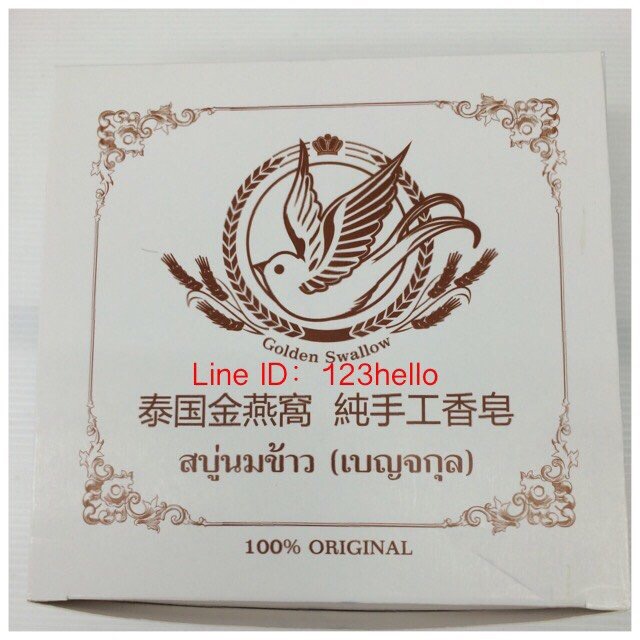 Golden Swallow
Line ID： 123hello
泰国金燕窩 純手工香皂
สบู่นมข้าว (เบญจกุล)
100% ORIGINAL